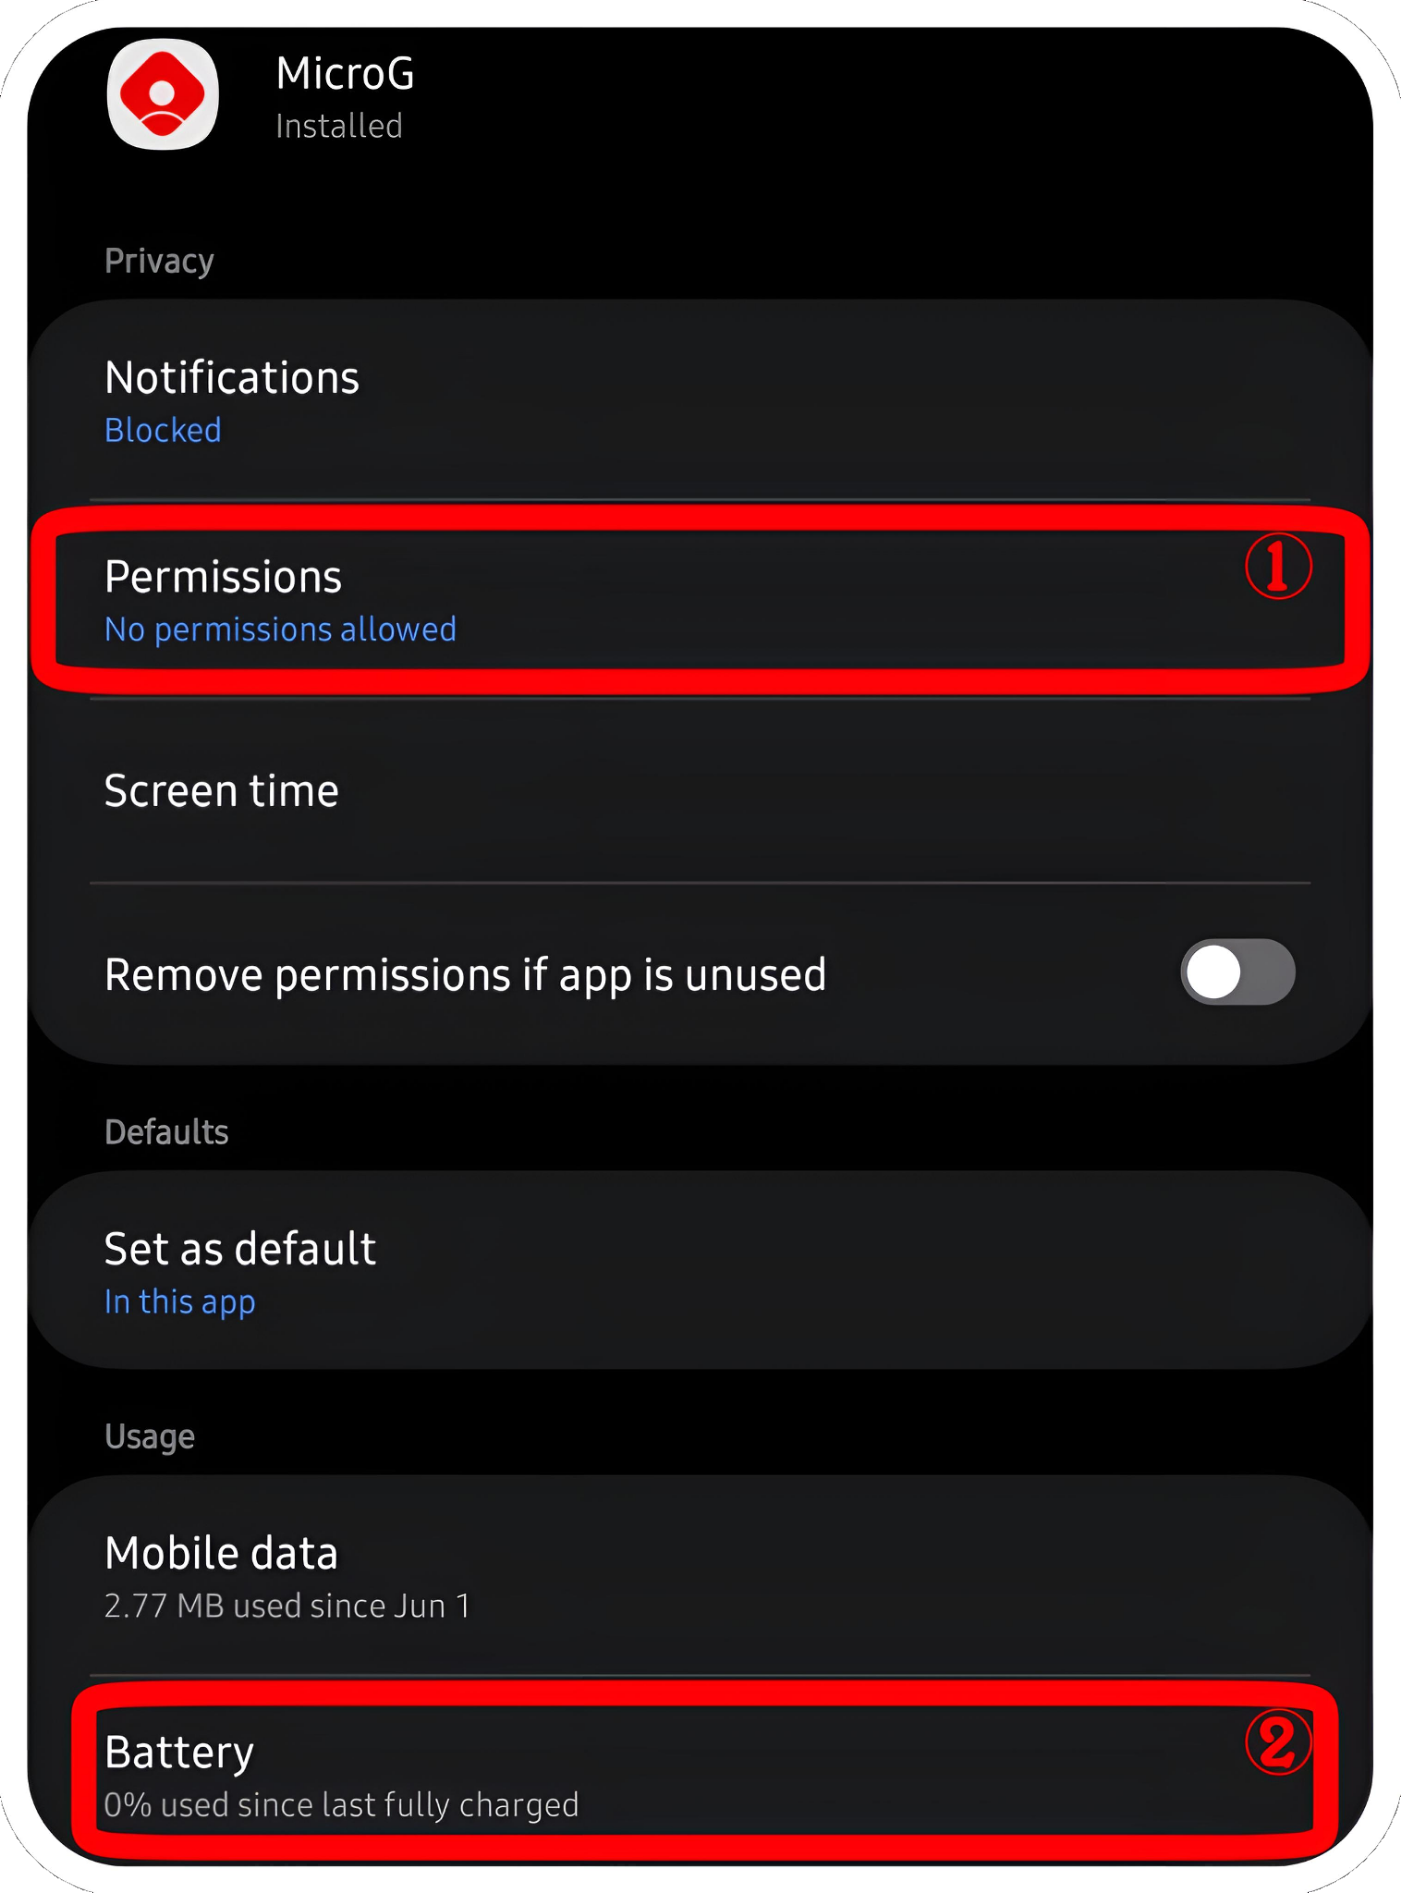 MicroG
Installed
Privacy
Notifications
Blocked
Permissions
①
No permissions allowed
Screen time
Remove permissions if app is unused
Defaults
Set as default
In this app
Usage
Mobile data
2.77 MB used since Jun 1
Battery
②
0% used since last fully charged